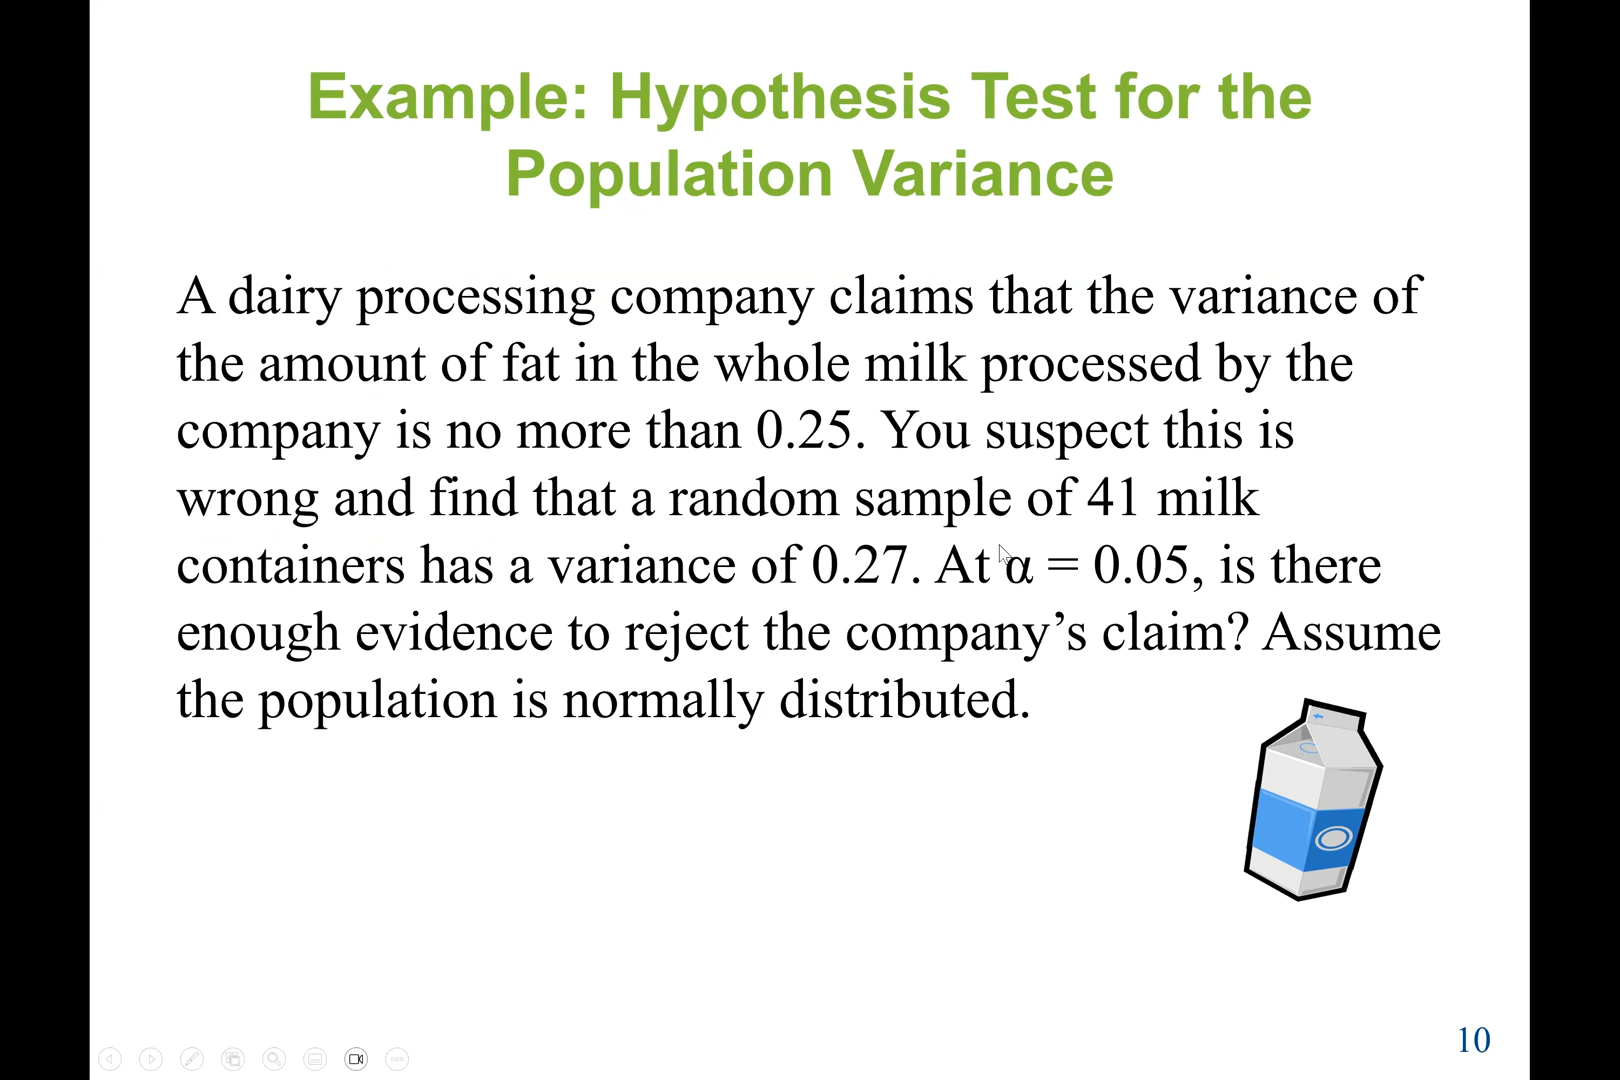 Example: Hypothesis Test for the
Population Variance
A dairy processing company claims that the variance of
the amount of fat in the whole milk processed by the
company is no more than 0.25. You suspect this is
wrong and find that a random sample of 41 milk
containers has a variance of 0.27. At α = 0.05, is there
enough evidence to reject the company’s claim? Assume
the population is normally distributed.
10